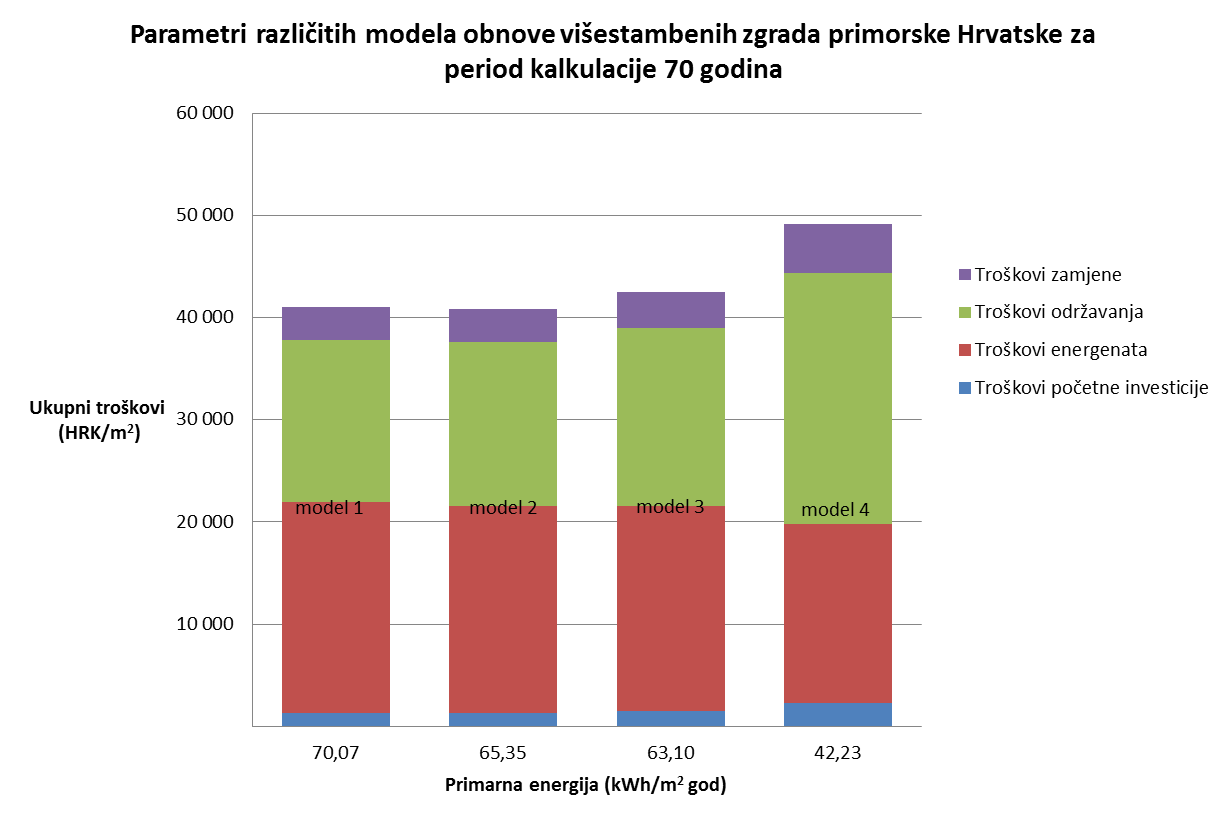 Parametri različitih modela obnove višestambenih zgrada primorske Hrvatske za
period kalkulacije 70 godina
60 000
50 000
40 000
30 000
20 000
10 000
Ukupni troškovi
(HRK/m²)
model 1
model 2
model 3
model 4
70,07
65,35
63,10
42,23
Primarna energija (kWh/m² god)
Troškovi zamjene
Troškovi održavanja
Troškovi energenata
Troškovi početne investicije